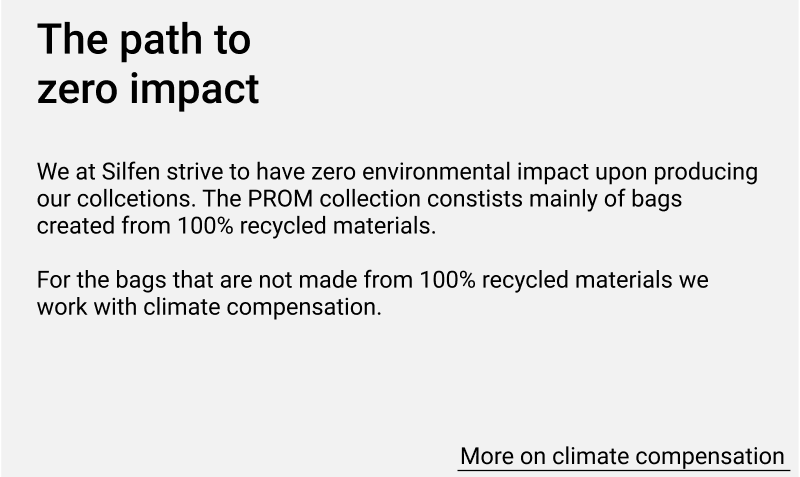 The path to
zero impact
We at Silfen strive to have zero environmental impact upon producing
our collcetions. The PROM collection constists mainly of bags
created from 100% recycled materials.
For the bags that are not made from 100% recycled materials we
work with climate compensation.
More on climate compensation